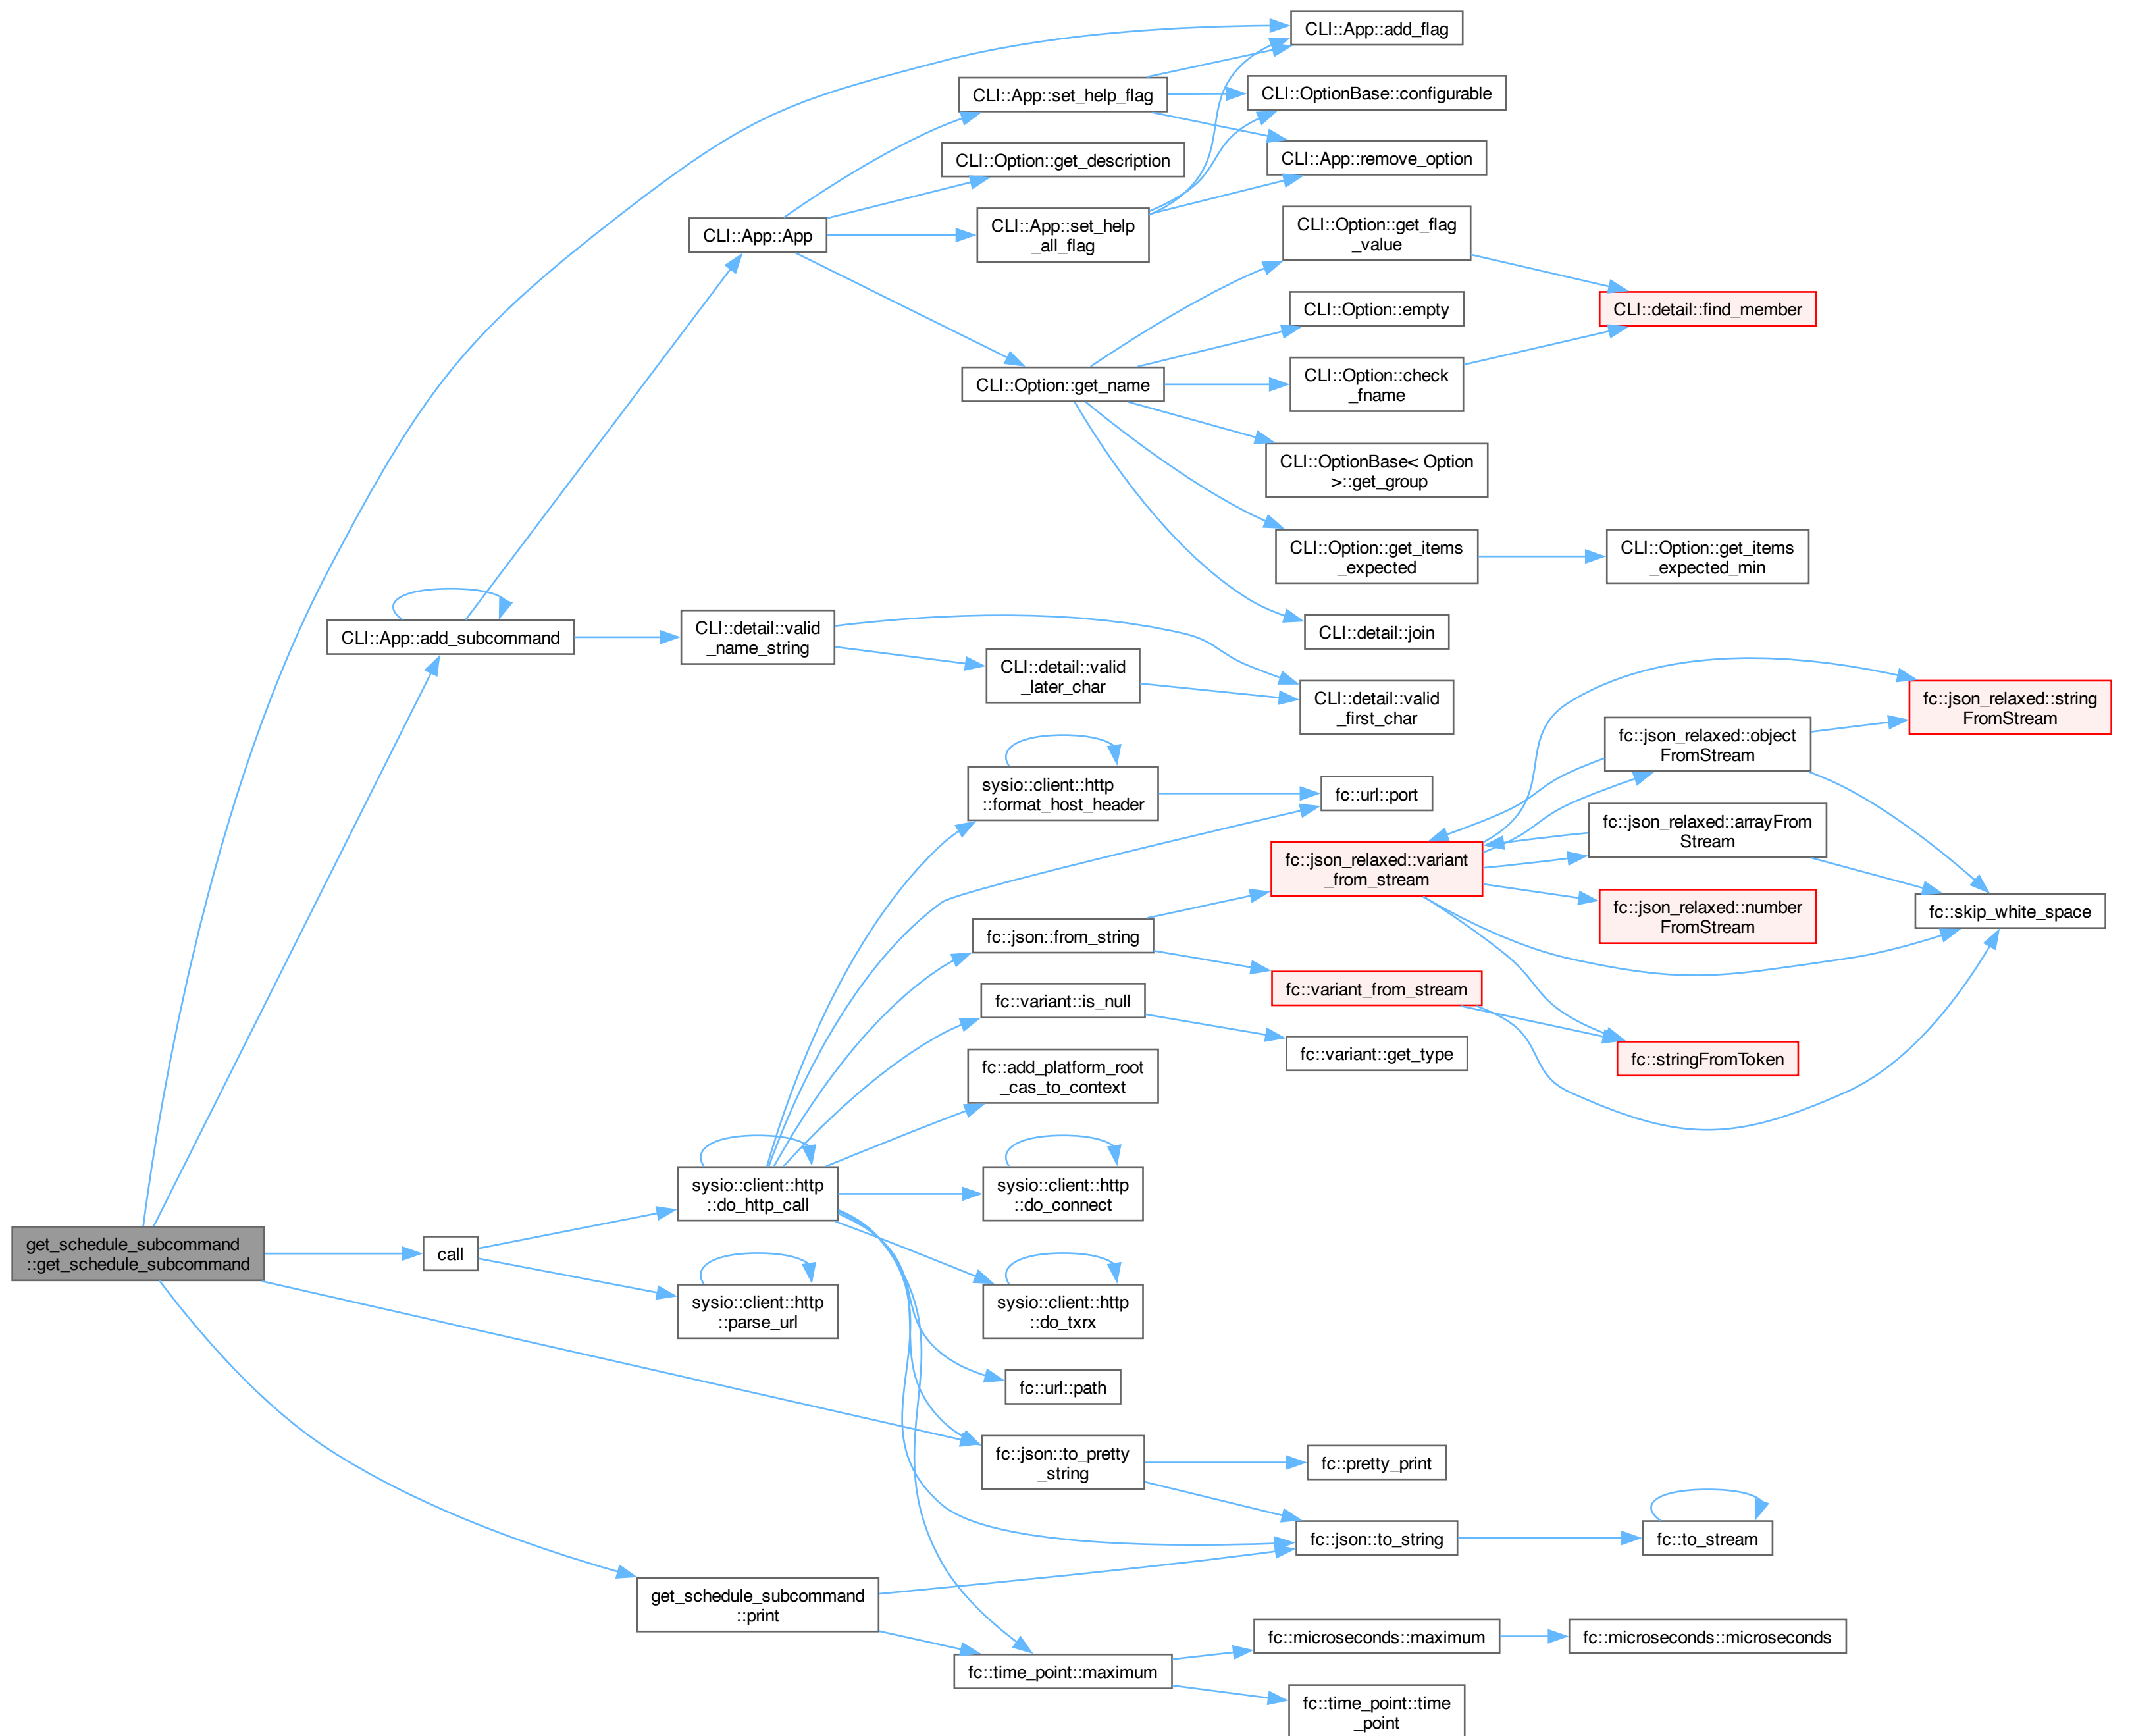 CLI::App::add_flag
CLI::App::set_help_flag
CLI::OptionBase::configurable
CLI::Option::get_description
CLI::App::remove_option
CLI::App::App
CLI::App::set_help
_all_flag
CLI::Option::get_flag
_value
CLI::Option::empty
CLI::detail::find_member
CLI::Option::get_name
CLI::Option::check
_fname
CLI::OptionBase< Option
>::get_group
CLI::Option::get_items
_expected
CLI::Option::get_items
_expected_min
CLI::App::add_subcommand
CLI::detail::valid
_name_string
CLI::detail::join
CLI::detail::valid
_later_char
CLI::detail::valid
_first_char
fc::json_relaxed::string
FromStream
fc::json_relaxed::object
FromStream
sysio::client::http
::format_host_header
fc::url::port
fc::json_relaxed::arrayFrom
Stream
fc::json_relaxed::variant
_from_stream
fc::json_relaxed::number
FromStream
fc::skip_white_space
fc::json::from_string
fc::variant_from_stream
fc::variant::is_null
fc::variant::get_type
fc::stringFromToken
fc::add_platform_root
_cas_to_context
sysio::client::http
::do_http_call
sysio::client::http
::do_connect
get_schedule_subcommand
::get_schedule_subcommand
call
sysio::client::http
::parse_url
sysio::client::http
::do_txrx
fc::url::path
fc::json::to_pretty
_string
fc::pretty_print
fc::json::to_string
fc::to_stream
get_schedule_subcommand
::print
fc::time_point::maximum
fc::microseconds::maximum
fc::microseconds::microseconds
fc::time_point::time
_point